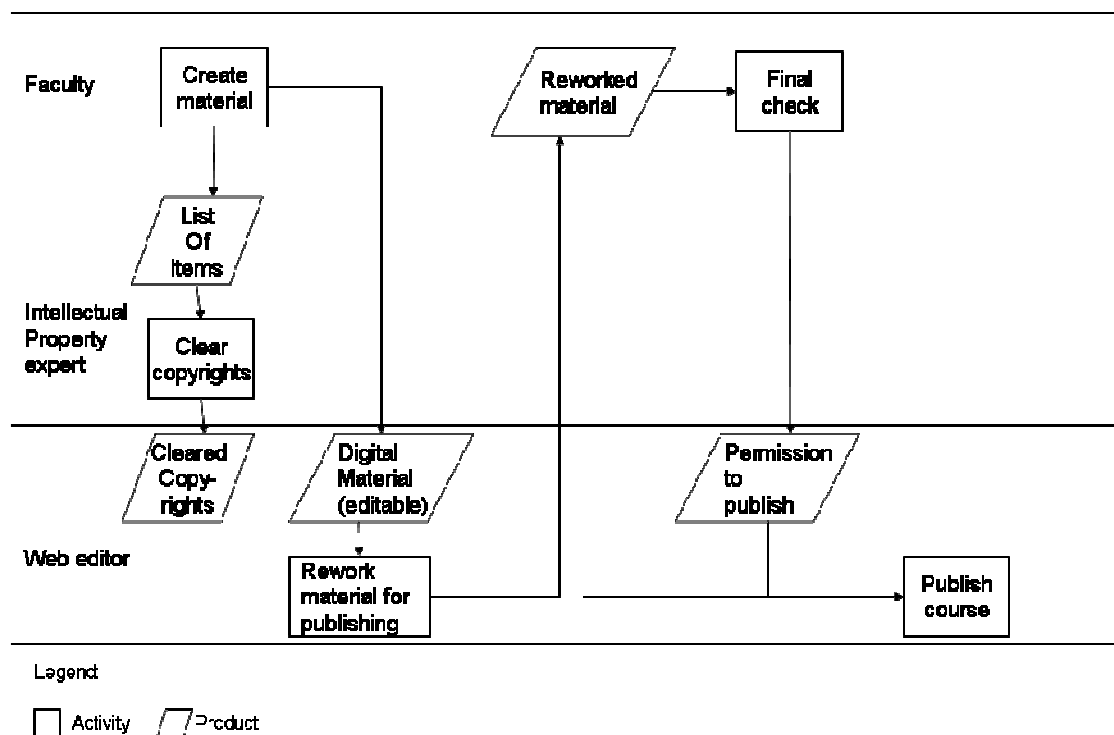 Faculty
Create
material
Reworked
material
Final
check
List
Of
Items
Intellectual
Property
expert
Clear
copyrights
Cleared
Copy-
rights
Digital
Material
(editable)
Permission
to
publish
Web editor
Rework
material for
publishing
Publish
course
Legend
Activity
Product